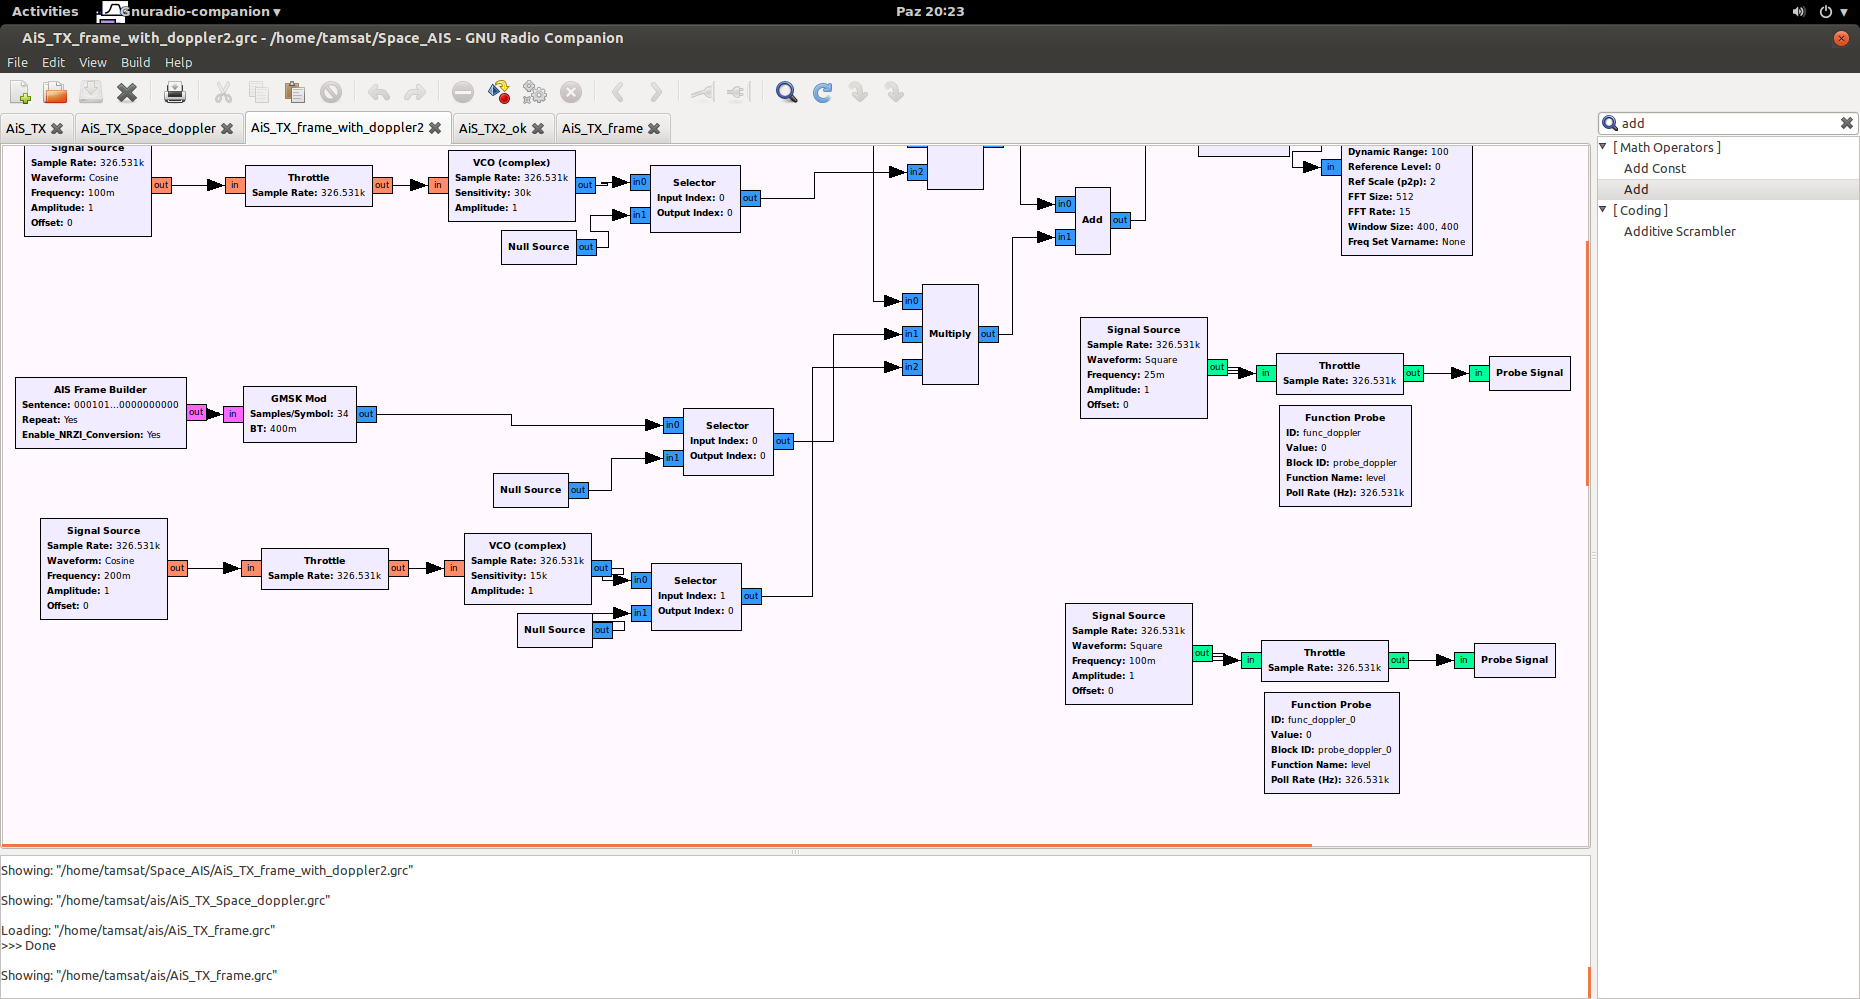 Activities
Gnuradio-companion ▾
Paz 20:23
AiS_TX_frame_with_doppler2.grc - /home/tamsat/Space_AIS - GNU Radio Companion
File Edit View Build Help
AiS_TX
AiS_TX_Space_doppler
AiS_TX_frame_with_doppler2
AiS_TX2_ok
AiS_TX_frame
Signal Source
Sample Rate: 326.531k
Waveform: Cosine
Frequency: 100m
Amplitude: 1
Offset: 0
out
in
Throttle
Sample Rate: 326.531k
out
in
VCO (complex)
Sample Rate: 326.531k
Sensitivity: 30k
Amplitude: 1
out
Null Source
out
in0
in1
Selector
Input Index: 0
Output Index: 0
out
in2
in0
in1
Add
out
in
Dynamic Range: 100
Reference Level: 0
Ref Scale (p2p): 2
FFT Size: 512
FFT Rate: 15
Window Size: 400, 400
Freq Set Varname: None
in0
in1
in2
Multiply
out
AIS Frame Builder
Sentence: 000101...0000000000
Repeat: Yes
Enable_NRZI_Conversion: Yes
out
in
GMSK Mod
Samples/Symbol: 34
BT: 400m
out
Null Source
out
in0
in1
Selector
Input Index: 0
Output Index: 0
out
Signal Source
Sample Rate: 326.531k
Waveform: Cosine
Frequency: 200m
Amplitude: 1
Offset: 0
out
in
Throttle
Sample Rate: 326.531k
out
in
VCO (complex)
Sample Rate: 326.531k
Sensitivity: 15k
Amplitude: 1
out
Null Source
out
in0
in1
Selector
Input Index: 1
Output Index: 0
out
Signal Source
Sample Rate: 326.531k
Waveform: Square
Frequency: 25m
Amplitude: 1
Offset: 0
out
in
Throttle
Sample Rate: 326.531k
out
in
Probe Signal
Function Probe
ID: func_doppler
Value: 0
Block ID: probe_doppler
Function Name: level
Poll Rate (Hz): 326.531k
Signal Source
Sample Rate: 326.531k
Waveform: Square
Frequency: 100m
Amplitude: 1
Offset: 0
out
in
Throttle
Sample Rate: 326.531k
out
in
Probe Signal
Function Probe
ID: func_doppler_0
Value: 0
Block ID: probe_doppler_0
Function Name: level
Poll Rate (Hz): 326.531k
add
[ Math Operators ]
Add Const
Add
[ Coding ]
Additive Scrambler
Showing: "/home/tamsat/Space_AIS/AiS_TX_frame_with_doppler2.grc"
Showing: "/home/tamsat/ais/AiS_TX_Space_doppler.grc"
Loading: "/home/tamsat/ais/AiS_TX_frame.grc"
>>> Done
Showing: "/home/tamsat/ais/AiS_TX_frame.grc"